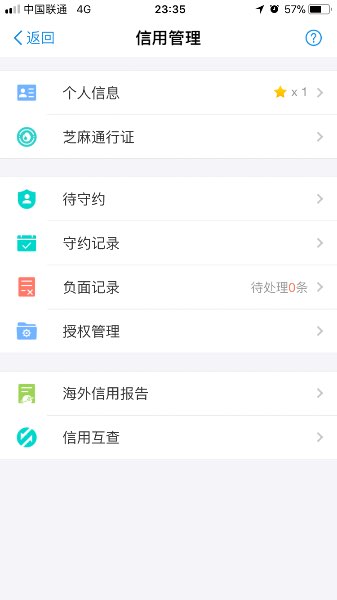 中国联通 4G 23:35 57%
返回 信用管理 ?
个人信息 x 1
芝麻通行证
待守约
守约记录
负面记录 待处理0条
授权管理
海外信用报告
信用互查